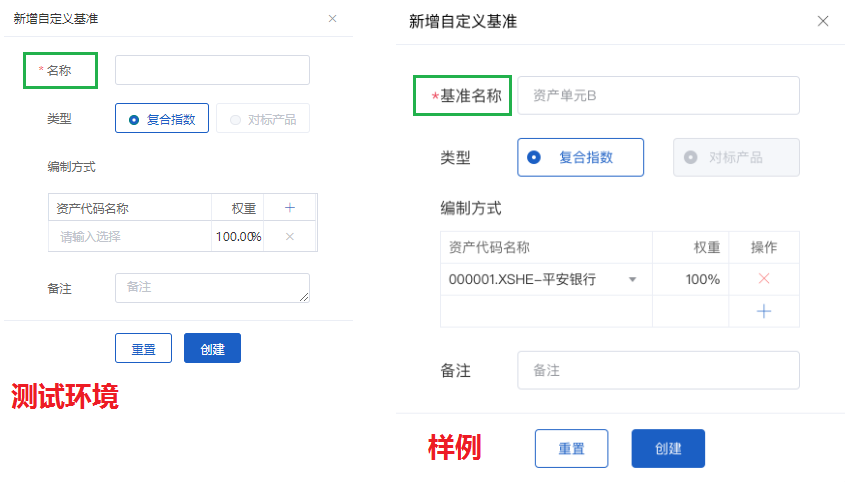 新增自定义基准
* 名称
类型
复合指数
对标产品
编制方式
资产代码名称 权重 +
请输入选择 100.00%
备注
备注
重置
创建
测试环境
新增自定义基准
*基准名称
资产单元B
类型
复合指数
对标产品
编制方式
资产代码名称 权重 操作
000001.XSHE-平安银行 100%
+
备注
备注
重置
创建
样例